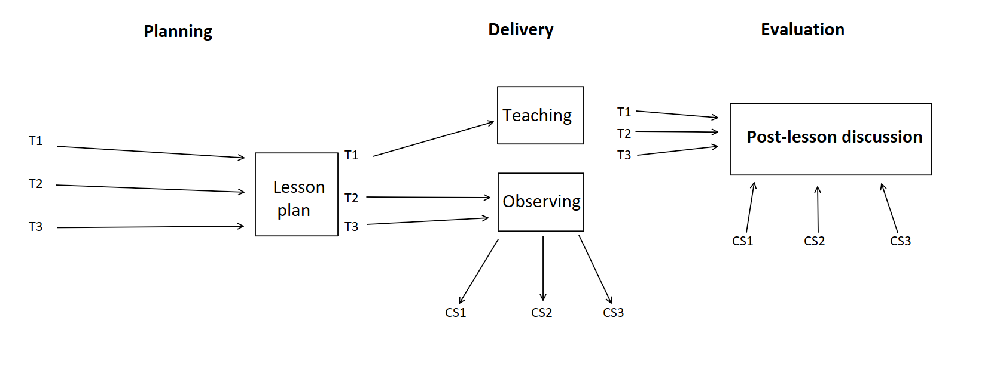 Planning
Delivery
Evaluation
T1
T2
T3
Lesson
plan
T1
T2
T3
Teaching
Observing
CS1
CS2
CS3
T1
T2
T3
Post-lesson discussion
CS1
CS2
CS3